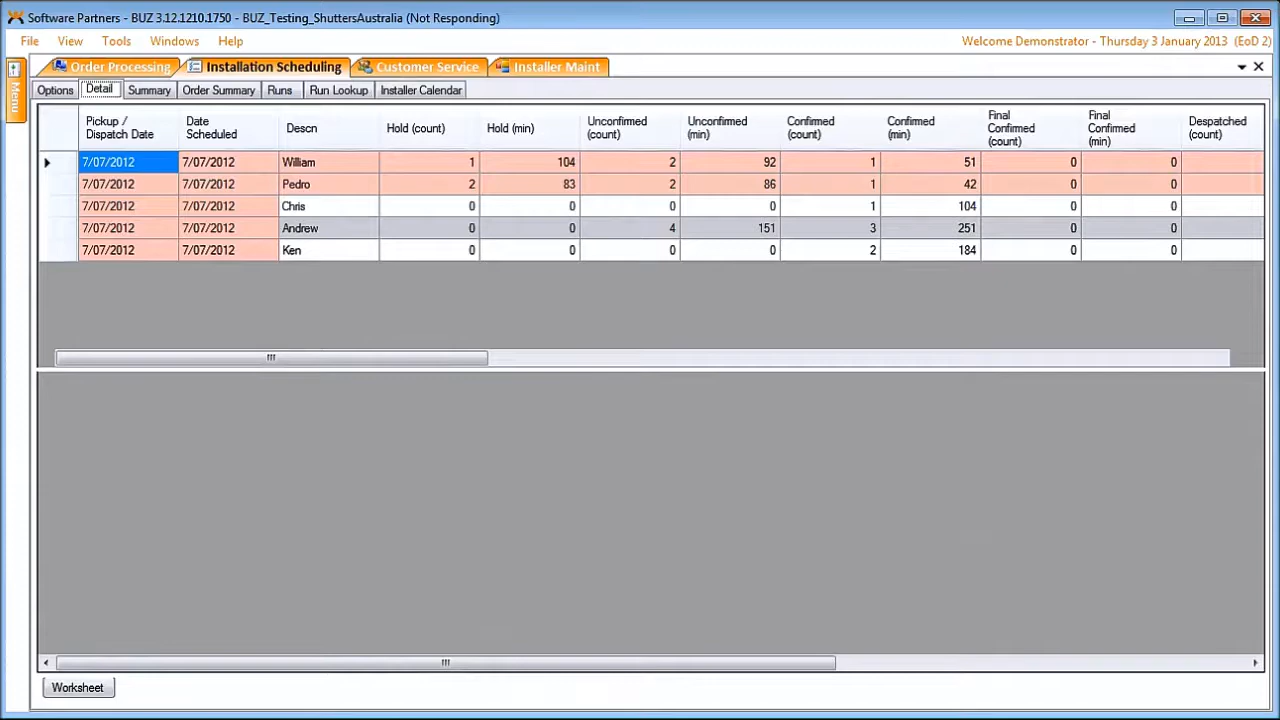 Software Partners - BUZ 3.12.1210.1750 - BUZ_Testing_ShuttersAustralia (Not Responding)
File View Tools Windows Help
Welcome Demonstrator - Thursday 3 January 2013 (EoD 2)
Menu
Order Processing Installation Scheduling Customer Service Installer Maint
Options Detail Summary Order Summary Runs Run Lookup Installer Calendar
Pickup / Dispatch Date Date Scheduled Descn Hold (count) Hold (min) Unconfirmed (count) Unconfirmed (min) Confirmed (count) Confirmed (min) Final Confirmed (count) Final Confirmed (min) Despatched (count)
7/07/2012 7/07/2012 William 1 104 2 92 1 51 0 0
7/07/2012 7/07/2012 Pedro 2 83 2 86 1 42 0 0
7/07/2012 7/07/2012 Chris 0 0 0 0 1 104 0 0
7/07/2012 7/07/2012 Andrew 0 0 4 151 3 251 0 0
7/07/2012 7/07/2012 Ken 0 0 0 0 2 184 0 0
Worksheet